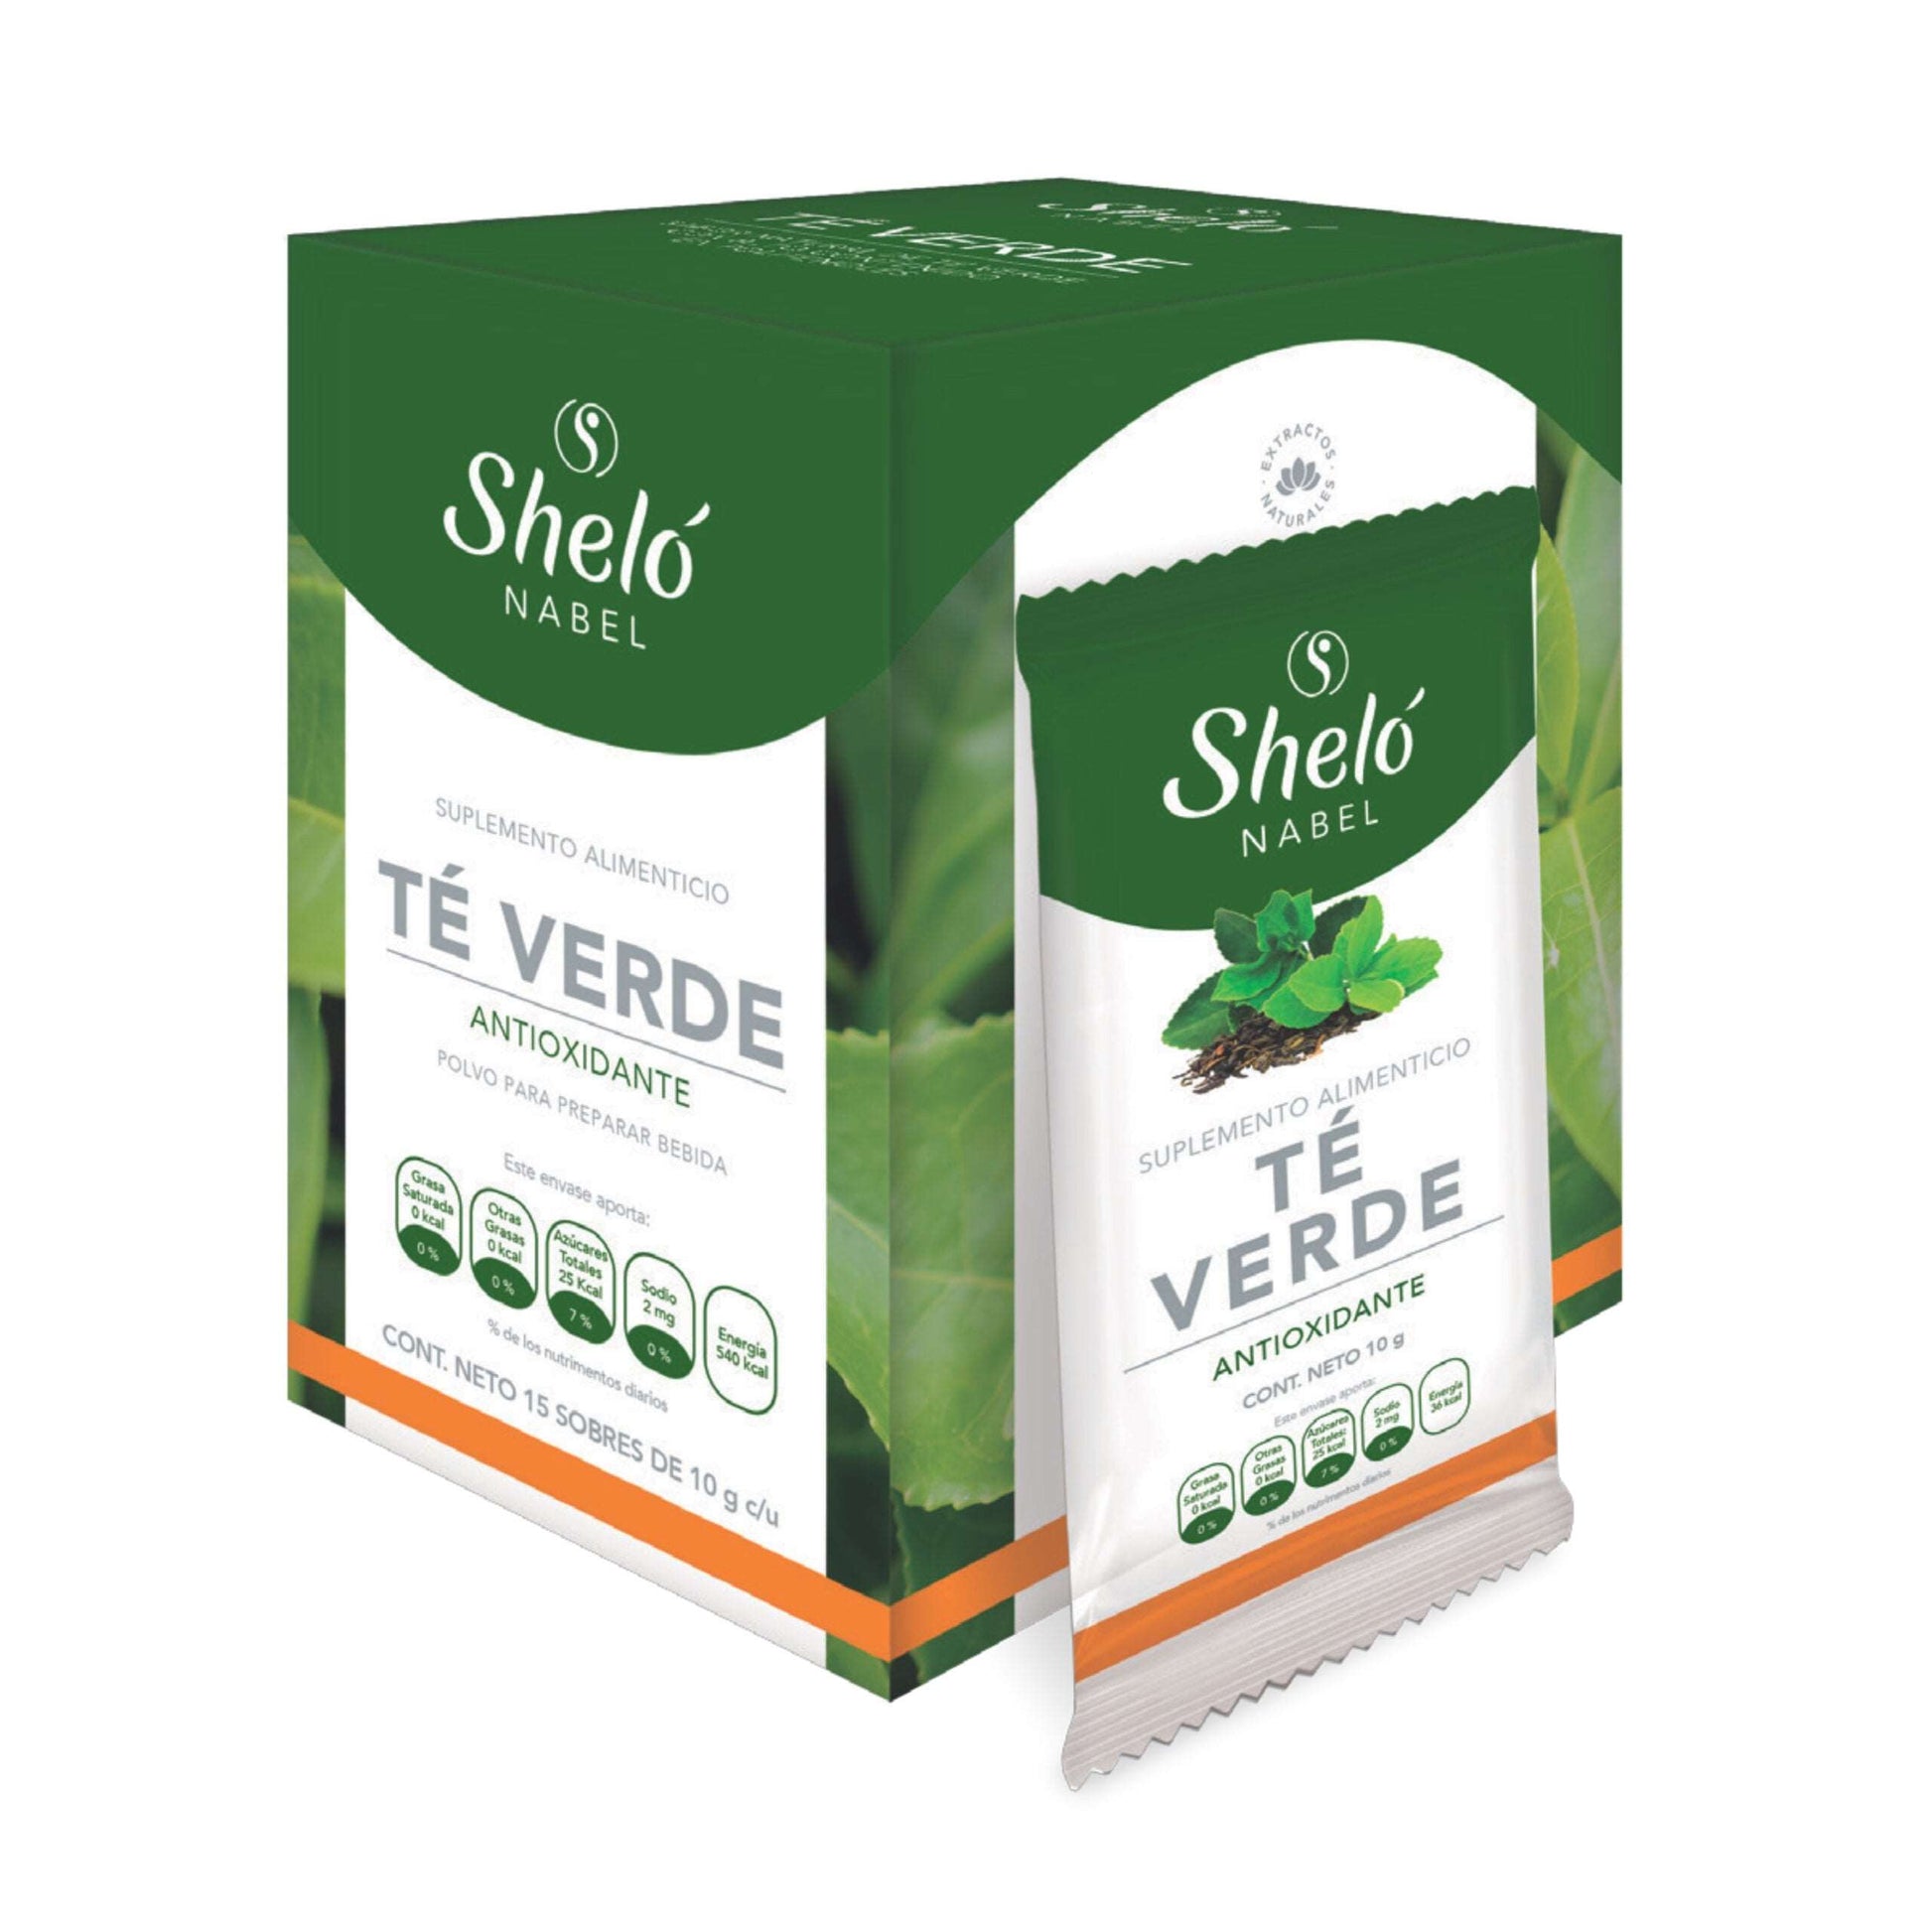 TÉ VERDE
Sheló
NABEL
S
Sheló
NABEL
SUPLEMENTO ALIMENTICIO
TÉ VERDE
ANTIOXIDANTE
POLVO PARA PREPARAR BEBIDA
Este envase aporta:
Grasa
Saturada
0 kcal
0 %
Otras
Grasas
0 kcal
0 %
Azúcares
Totales
25 Kcal
7 %
Sodio
2 mg
0 %
Energía
540 kcal
% de los nutrimentos diarios
CONT. NETO 15 SOBRES DE 10 g c/u
· EXTRACTOS · NATURALES
S
Sheló
NABEL
SUPLEMENTO ALIMENTICIO
TÉ
VERDE
ANTIOXIDANTE
CONT. NETO 10 g
Este envase aporta:
Grasa
Saturada
0 kcal
0 %
Otras
Grasas
0 kcal
0 %
Azúcares
Totales:
25 kcal
7 %
Sodio
2 mg
0 %
Energía
36 kcal
% de los nutrimentos diarios